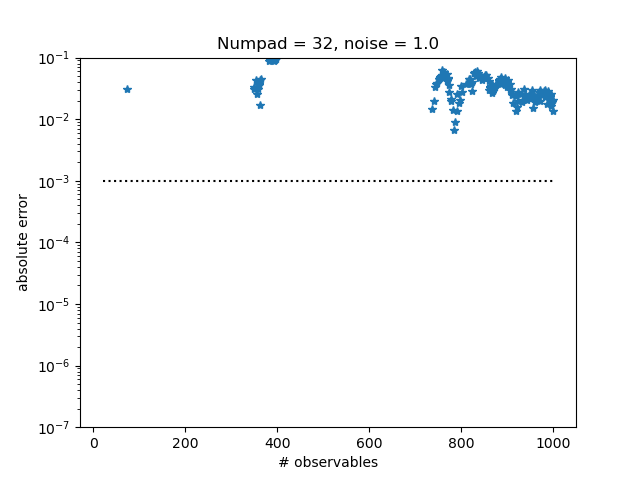 Numpad = 32, noise = 1.0
absolute error
10⁻¹
10⁻²
10⁻³
10⁻⁴
10⁻⁵
10⁻⁶
10⁻⁷
0 200 400 600 800 1000
# observables